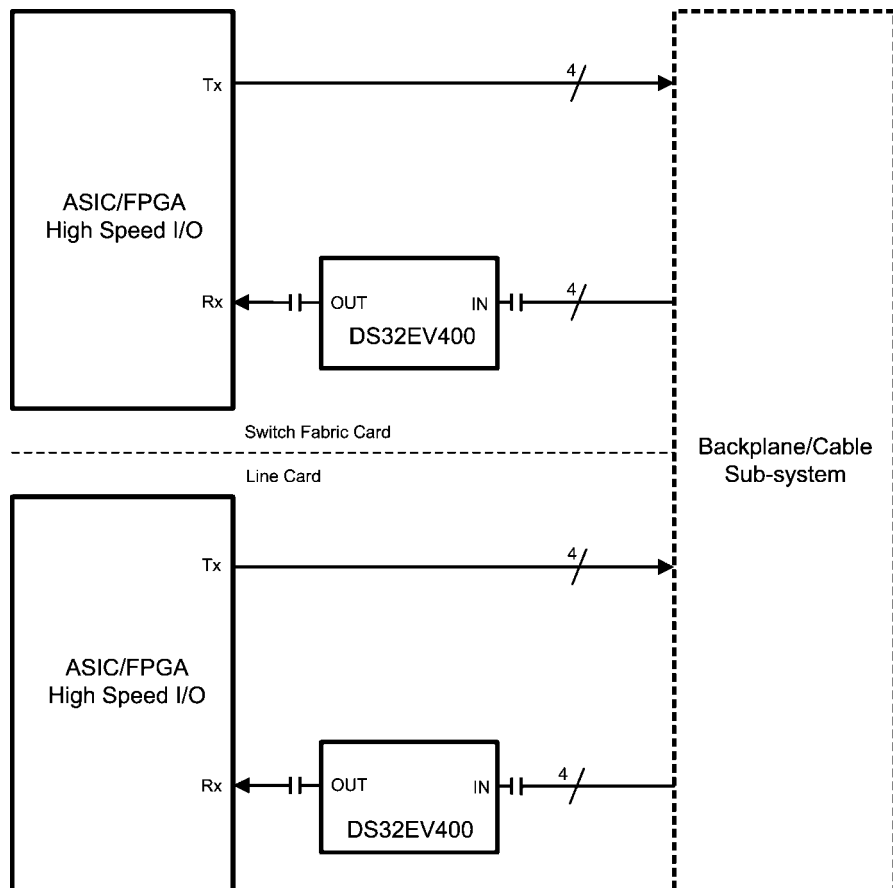 Tx
4
ASIC/FPGA
High Speed I/O
4
Rx
OUT
IN
DS32EV400
Switch Fabric Card
Line Card
Backplane/Cable
Sub-system
Tx
4
ASIC/FPGA
High Speed I/O
4
Rx
OUT
IN
DS32EV400